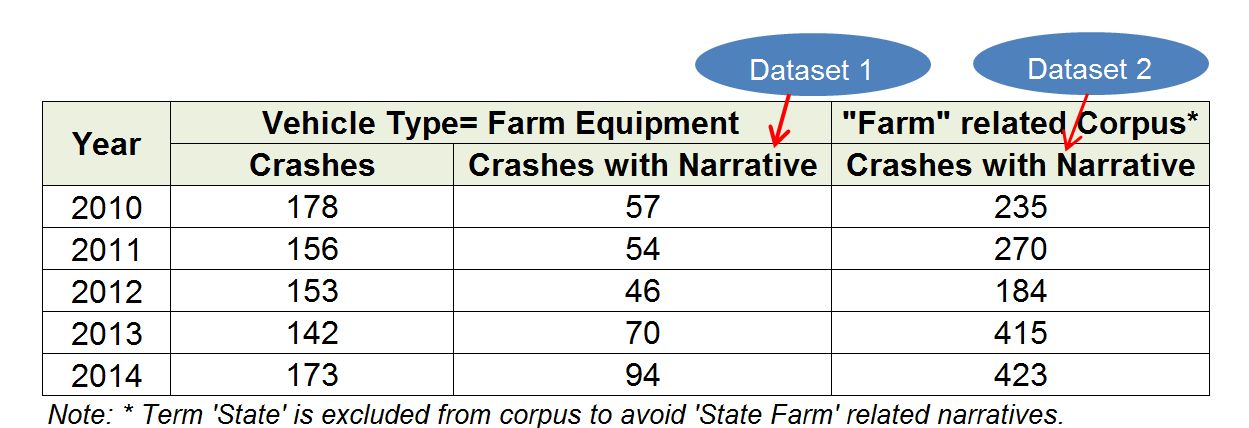 Dataset 1 Dataset 2
Year Vehicle Type= Farm Equipment "Farm" related Corpus*
Crashes Crashes with Narrative Crashes with Narrative
2010 178 57 235
2011 156 54 270
2012 153 46 184
2013 142 70 415
2014 173 94 423
Note: * Term 'State' is excluded from corpus to avoid 'State Farm' related narratives.